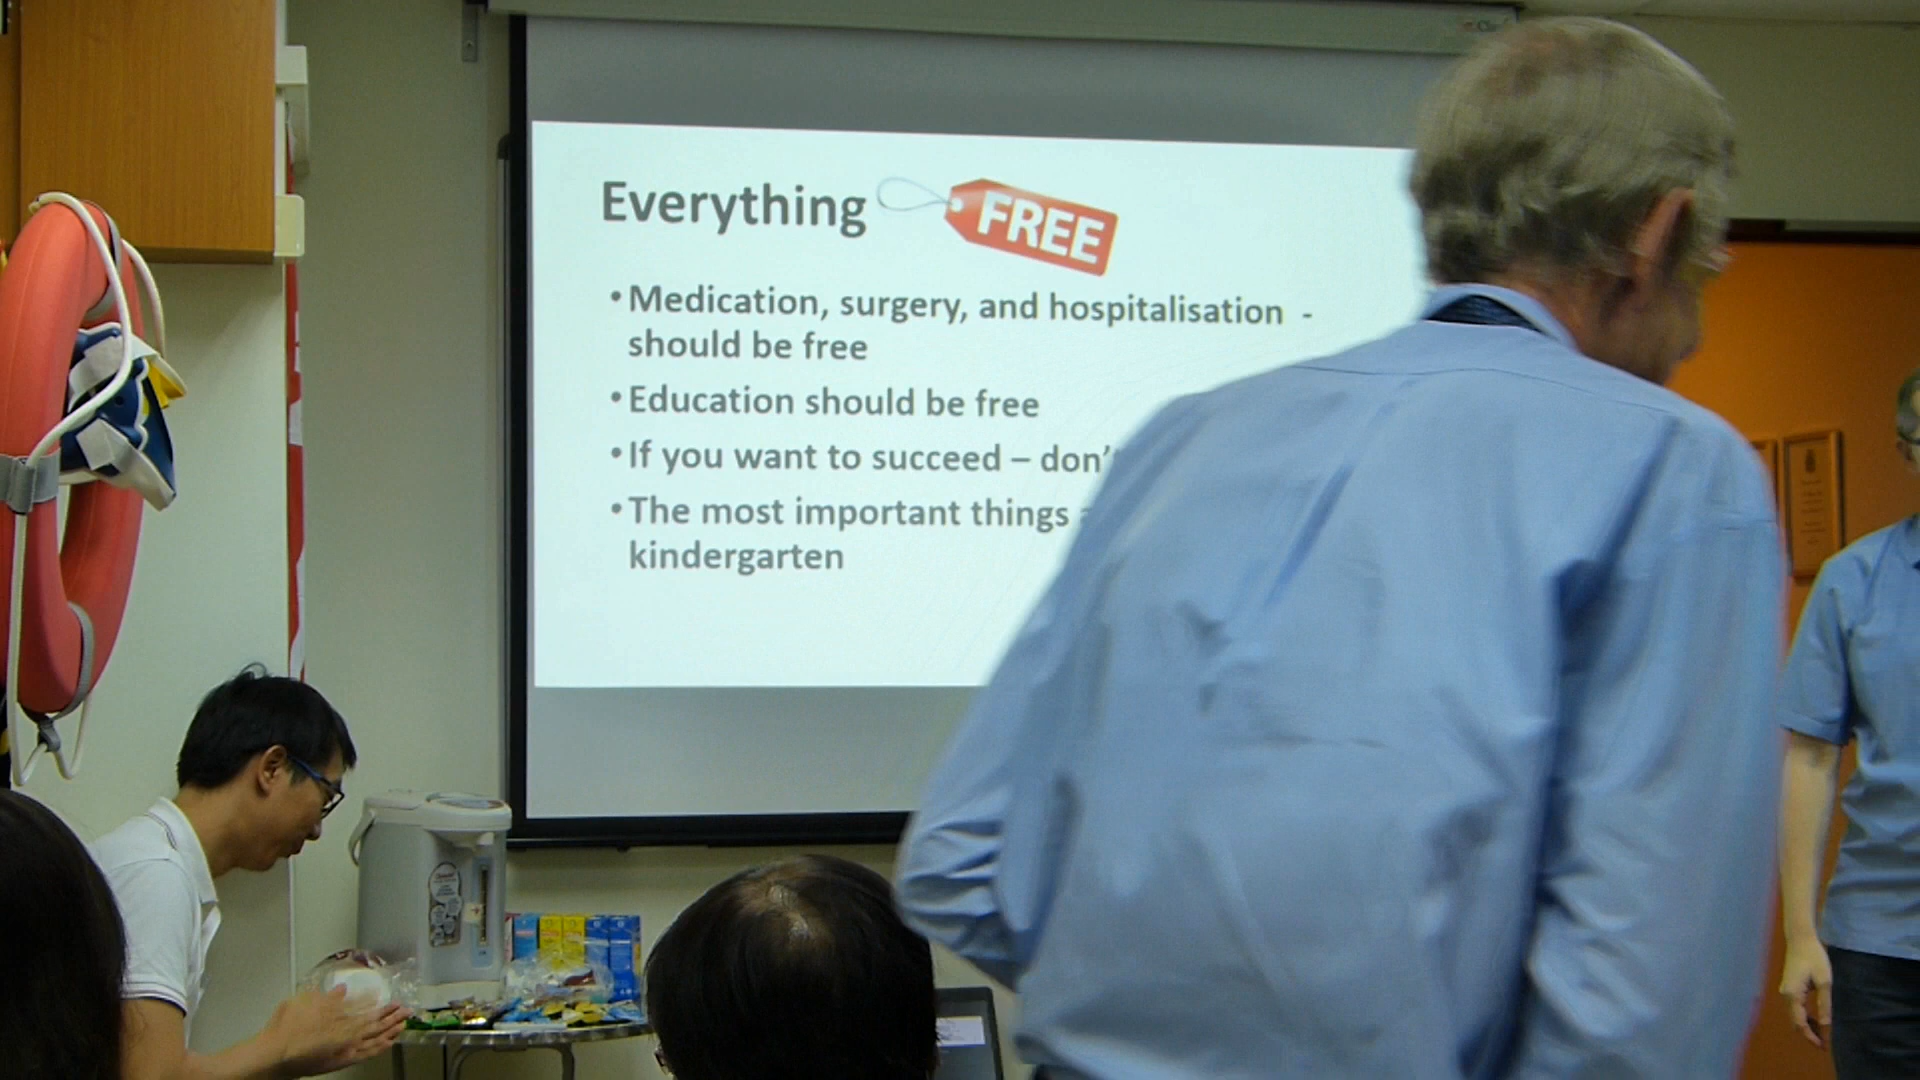 Everything FREE
• Medication, surgery, and hospitalisation -
should be free
• Education should be free
• If you want to succeed – don'
• The most important things
kindergarten